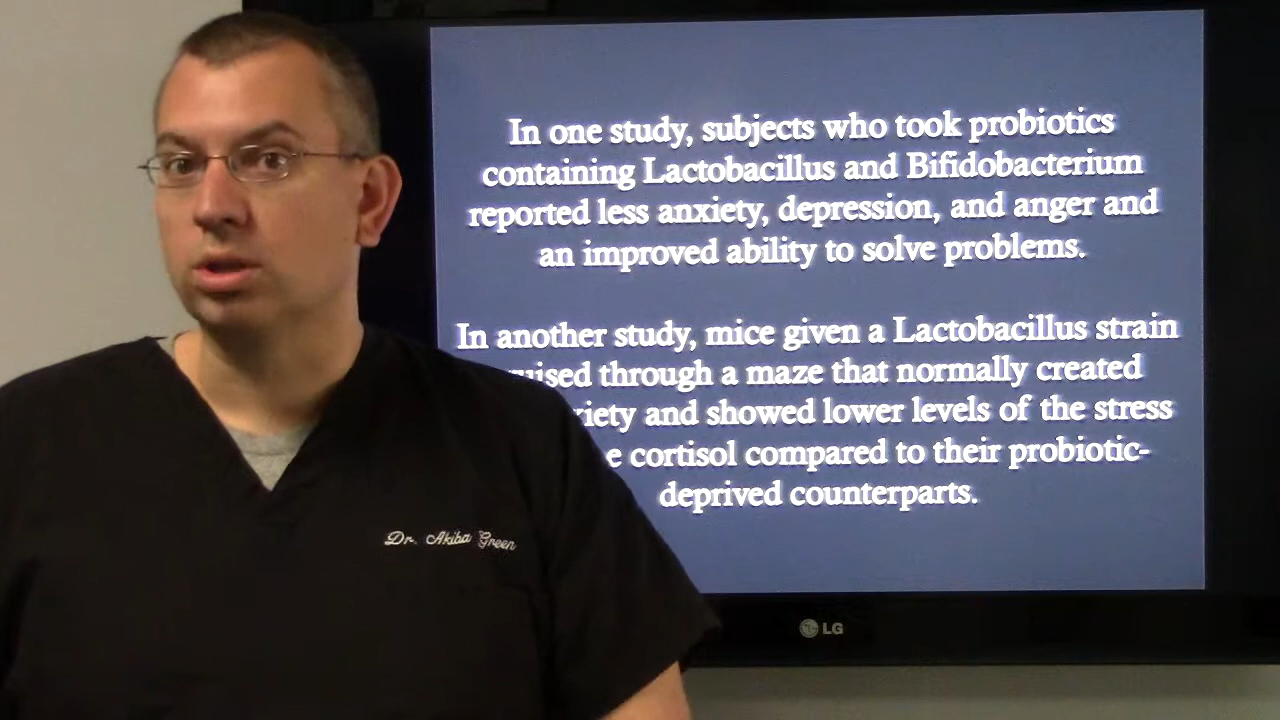 In one study, subjects who took probiotics
containing Lactobacillus and Bifidobacterium
reported less anxiety, depression, and anger and
an improved ability to solve problems.
In another study, mice given a Lactobacillus strain
through a maze that normally created
and showed lower levels of the stress
cortisol compared to their probiotic-
deprived counterparts.
Dr. Akiba Green
LG